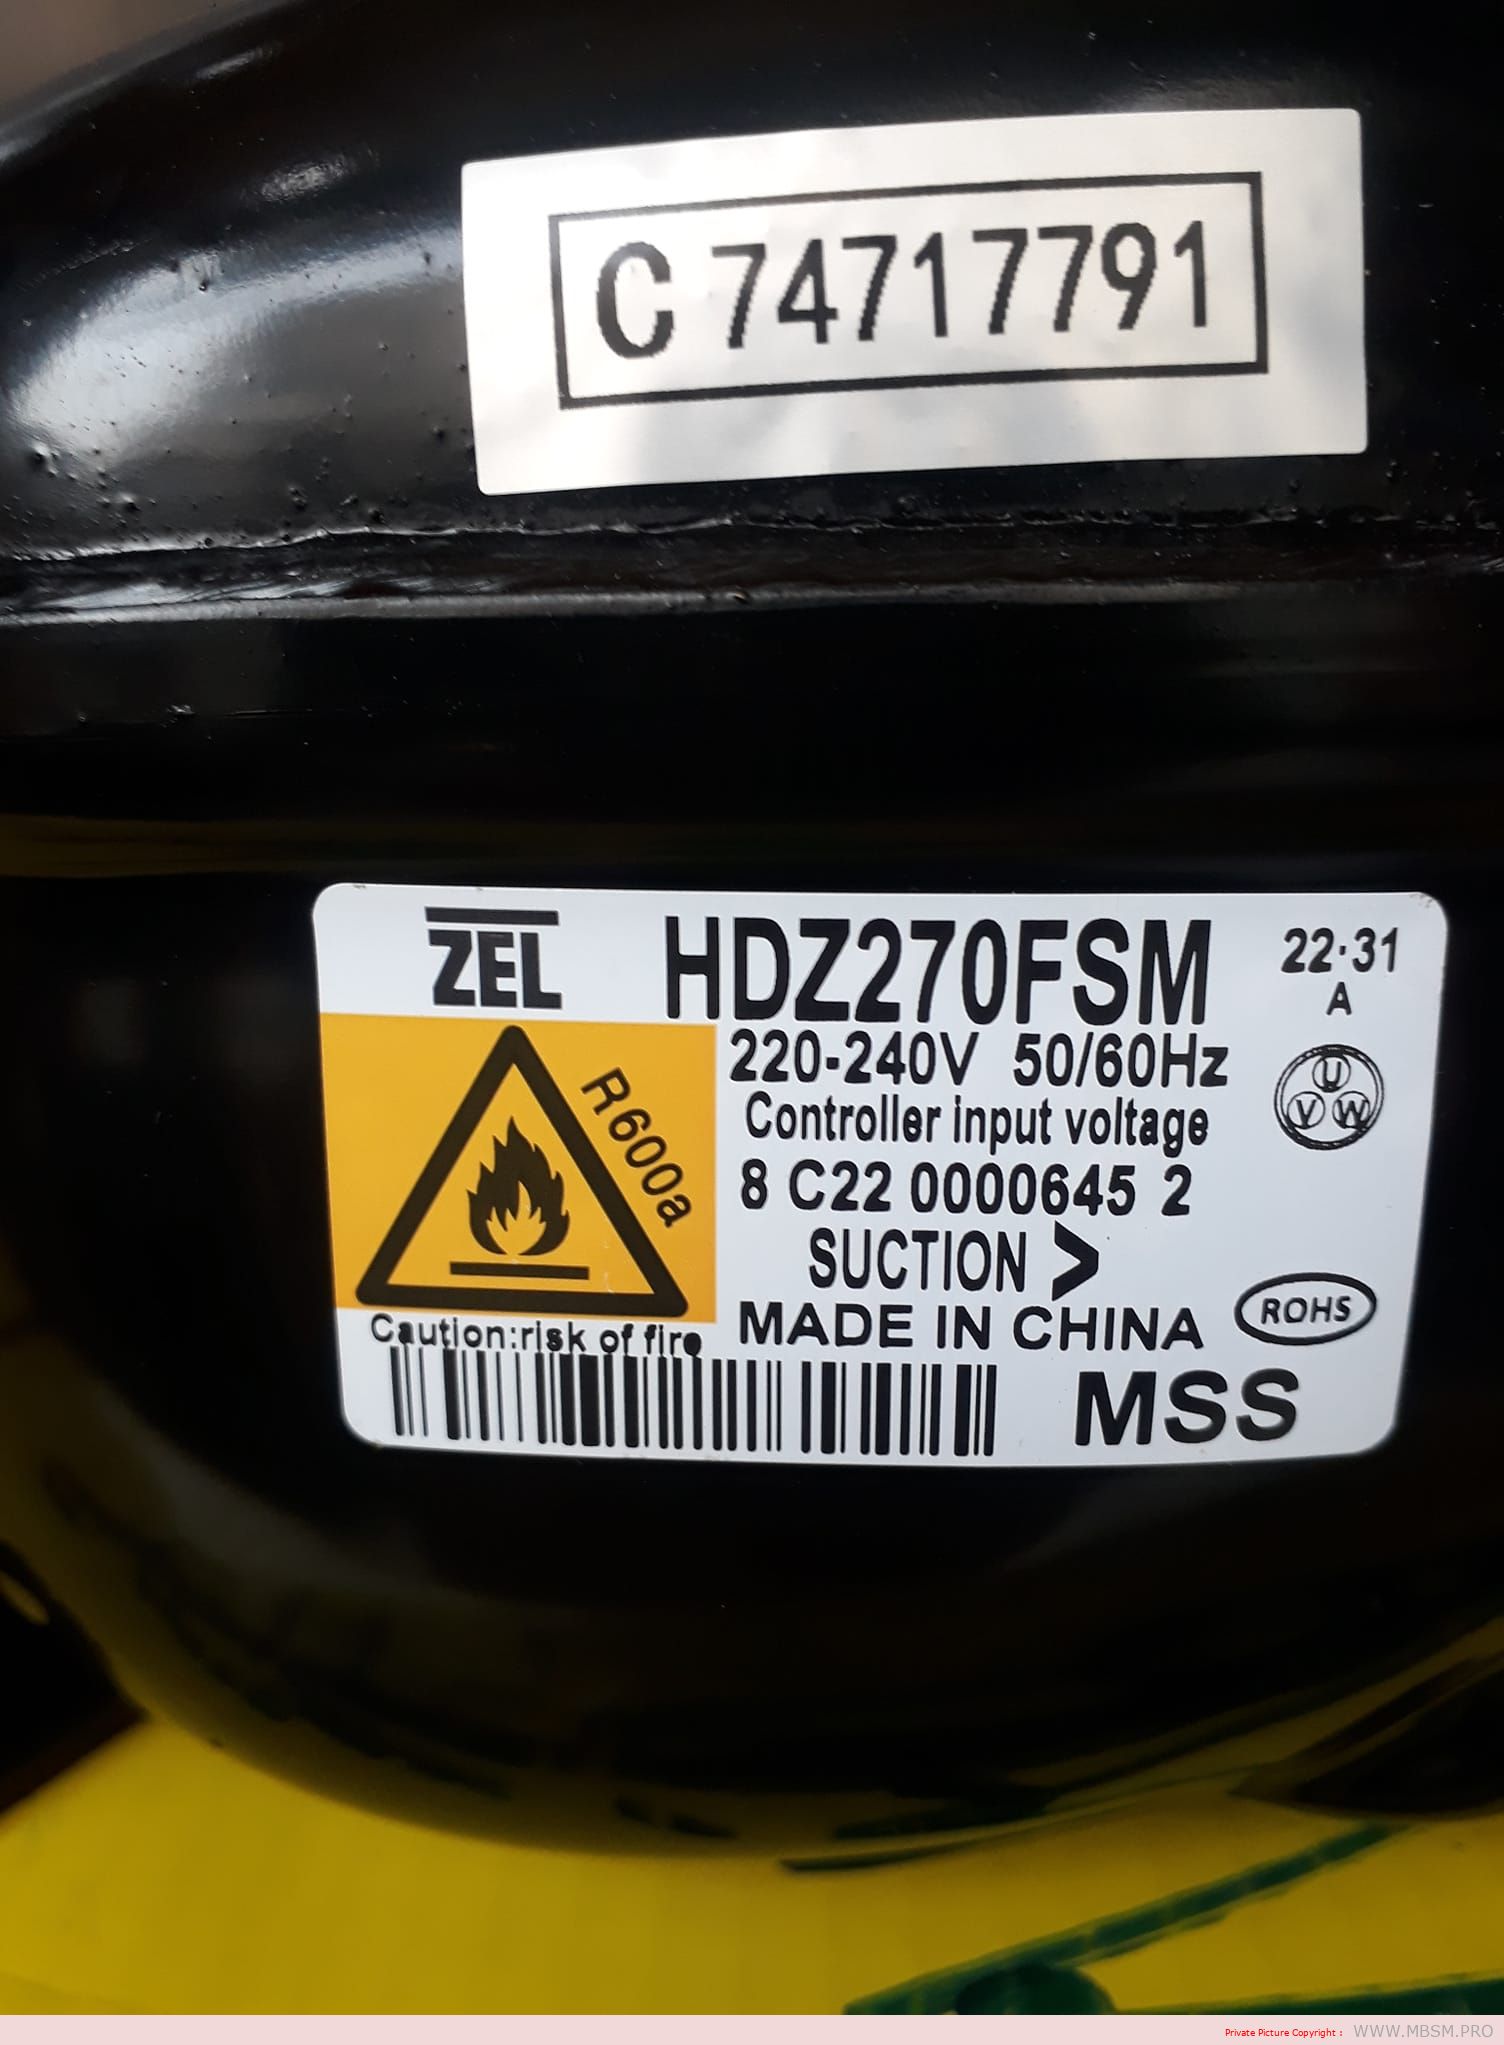 C 74717791
ZEL
HDZ270FSM
22·31
A
220-240V 50/60Hz
U
V W
Controller input voltage
R600a
8 C22 0000645 2
SUCTION >
ROHS
MADE IN CHINA
Caution:risk of fire
MSS
Private Picture Copyright : WWW.MBSM.PRO